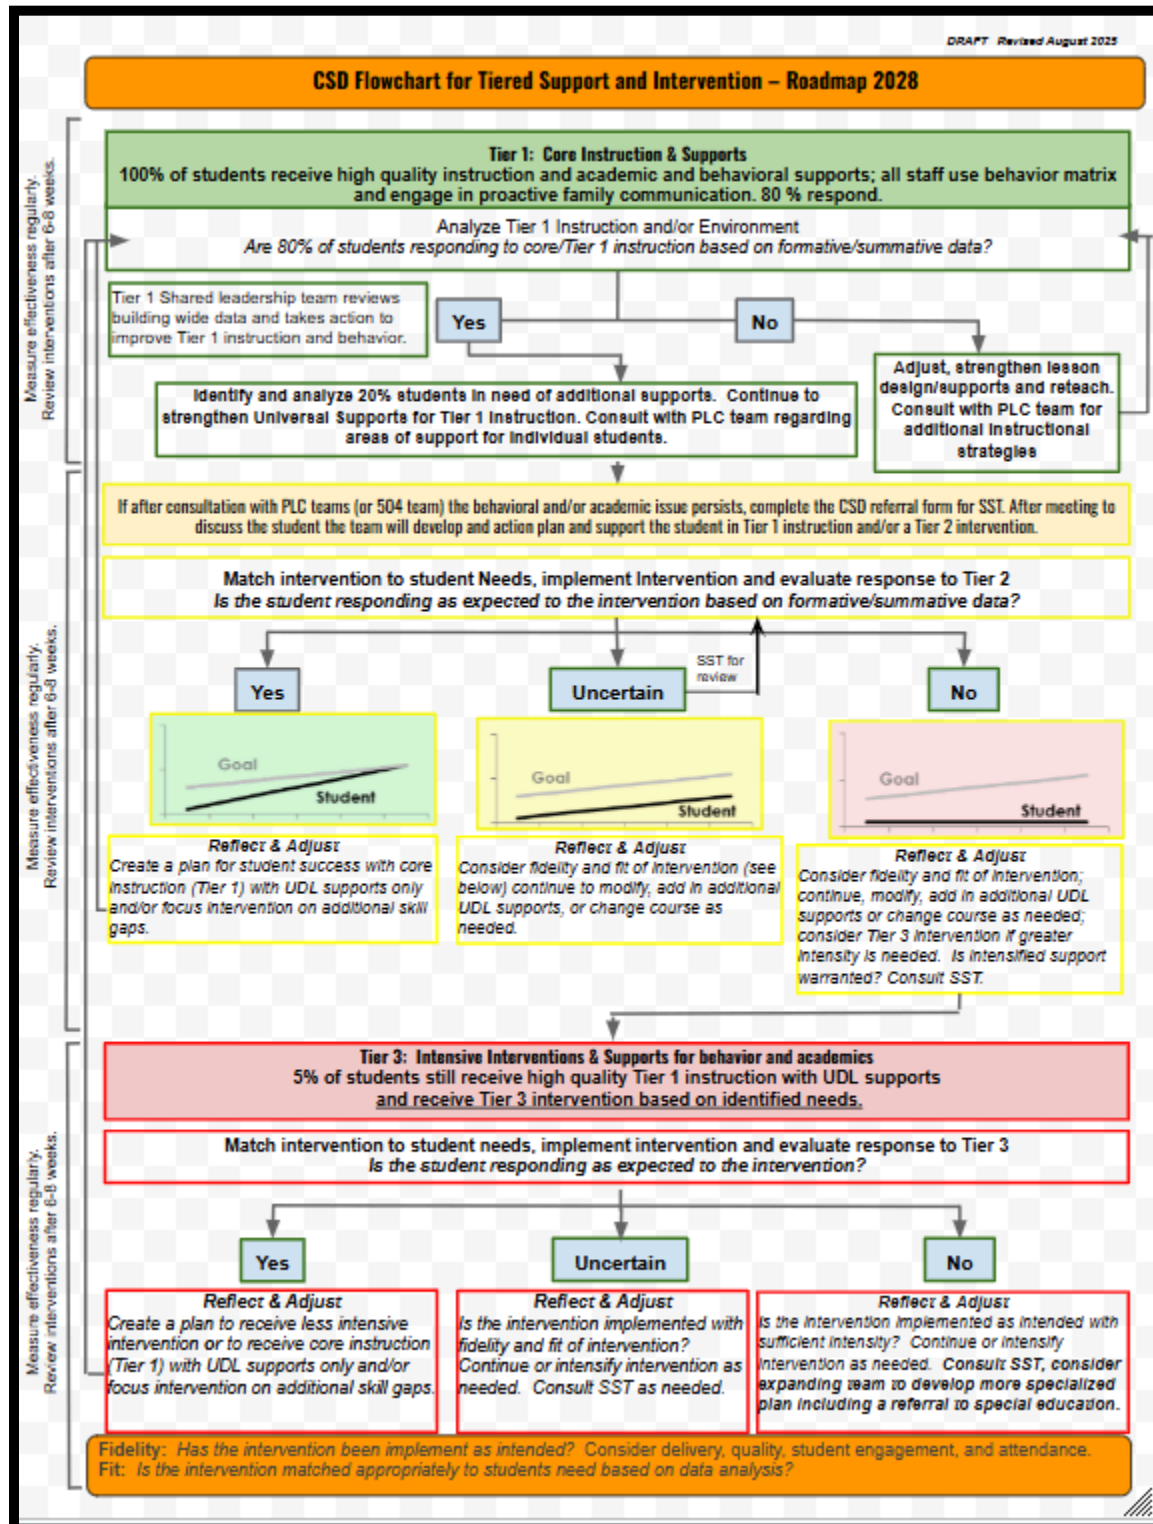 DRAFT Revised August 2025
CSD Flowchart for Tiered Support and Intervention – Roadmap 2028
Measure effectiveness regularly.
Review interventions after 6-8 weeks.
Tier 1: Core Instruction & Supports
100% of students receive high quality instruction and academic and behavioral supports; all staff use behavior matrix
and engage in proactive family communication. 80 % respond.
Analyze Tier 1 Instruction and/or Environment
Are 80% of students responding to core/Tier 1 instruction based on formative/summative data?
Tier 1 Shared leadership team reviews
building wide data and takes action to
improve Tier 1 instruction and behavior.
Yes
No
Identify and analyze 20% students in need of additional supports. Continue to
strengthen Universal Supports for Tier 1 Instruction. Consult with PLC team regarding
areas of support for individual students.
Adjust, strengthen lesson
design/supports and reteach.
Consult with PLC team for
additional instructional
strategies
Measure effectiveness regularly.
Review interventions after 6-8 weeks.
If after consultation with PLC teams (or 504 team) the behavioral and/or academic issue persists, complete the CSD referral form for SST. After meeting to
discuss the student the team will develop and action plan and support the student in Tier 1 instruction and/or a Tier 2 intervention.
Match intervention to student Needs, implement Intervention and evaluate response to Tier 2
Is the student responding as expected to the intervention based on formative/summative data?
Yes
Uncertain
SST for
review
No
Goal
Student
Goal
Student
Goal
Student
Reflect & Adjust
Create a plan for student success with core
instruction (Tier 1) with UDL supports only
and/or focus intervention on additional skill
gaps.
Reflect & Adjust
Consider fidelity and fit of intervention (see
below) continue to modify, add in additional
UDL supports, or change course as
needed.
Reflect & Adjust
Consider fidelity and fit of intervention;
continue, modify, add in additional UDL
supports or change course as needed;
consider Tier 3 intervention if greater
intensity is needed. Is intensified support
warranted? Consult SST.
Measure effectiveness regularly.
Review interventions after 6-8 weeks.
Tier 3: Intensive Interventions & Supports for behavior and academics
5% of students still receive high quality Tier 1 instruction with UDL supports
and receive Tier 3 intervention based on identified needs.
Match intervention to student needs, implement intervention and evaluate response to Tier 3
Is the student responding as expected to the intervention?
Yes
Uncertain
No
Reflect & Adjust
Create a plan to receive less intensive
intervention or to receive core instruction
(Tier 1) with UDL supports only and/or
focus intervention on additional skill gaps.
Reflect & Adjust
Is the intervention implemented with
fidelity and fit of intervention?
Continue or intensify intervention as
needed. Consult SST as needed.
Reflect & Adjust
Is the intervention implemented as intended with
sufficient intensity? Continue or intensify
intervention as needed. Consult SST, consider
expanding team to develop more specialized
plan including a referral to special education.
Fidelity: Has the intervention been implement as intended? Consider delivery, quality, student engagement, and attendance.
Fit: Is the intervention matched appropriately to students need based on data analysis?